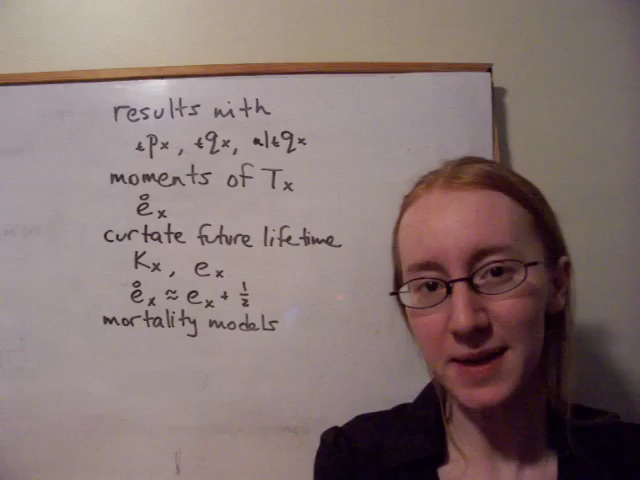 results with
ₜpₓ, ₜqₓ, ᵤ|ₜqₓ
moments of Tₓ
e̊ₓ
curtate future lifetime
Kₓ, eₓ
e̊ₓ ≈ eₓ + ½
mortality models